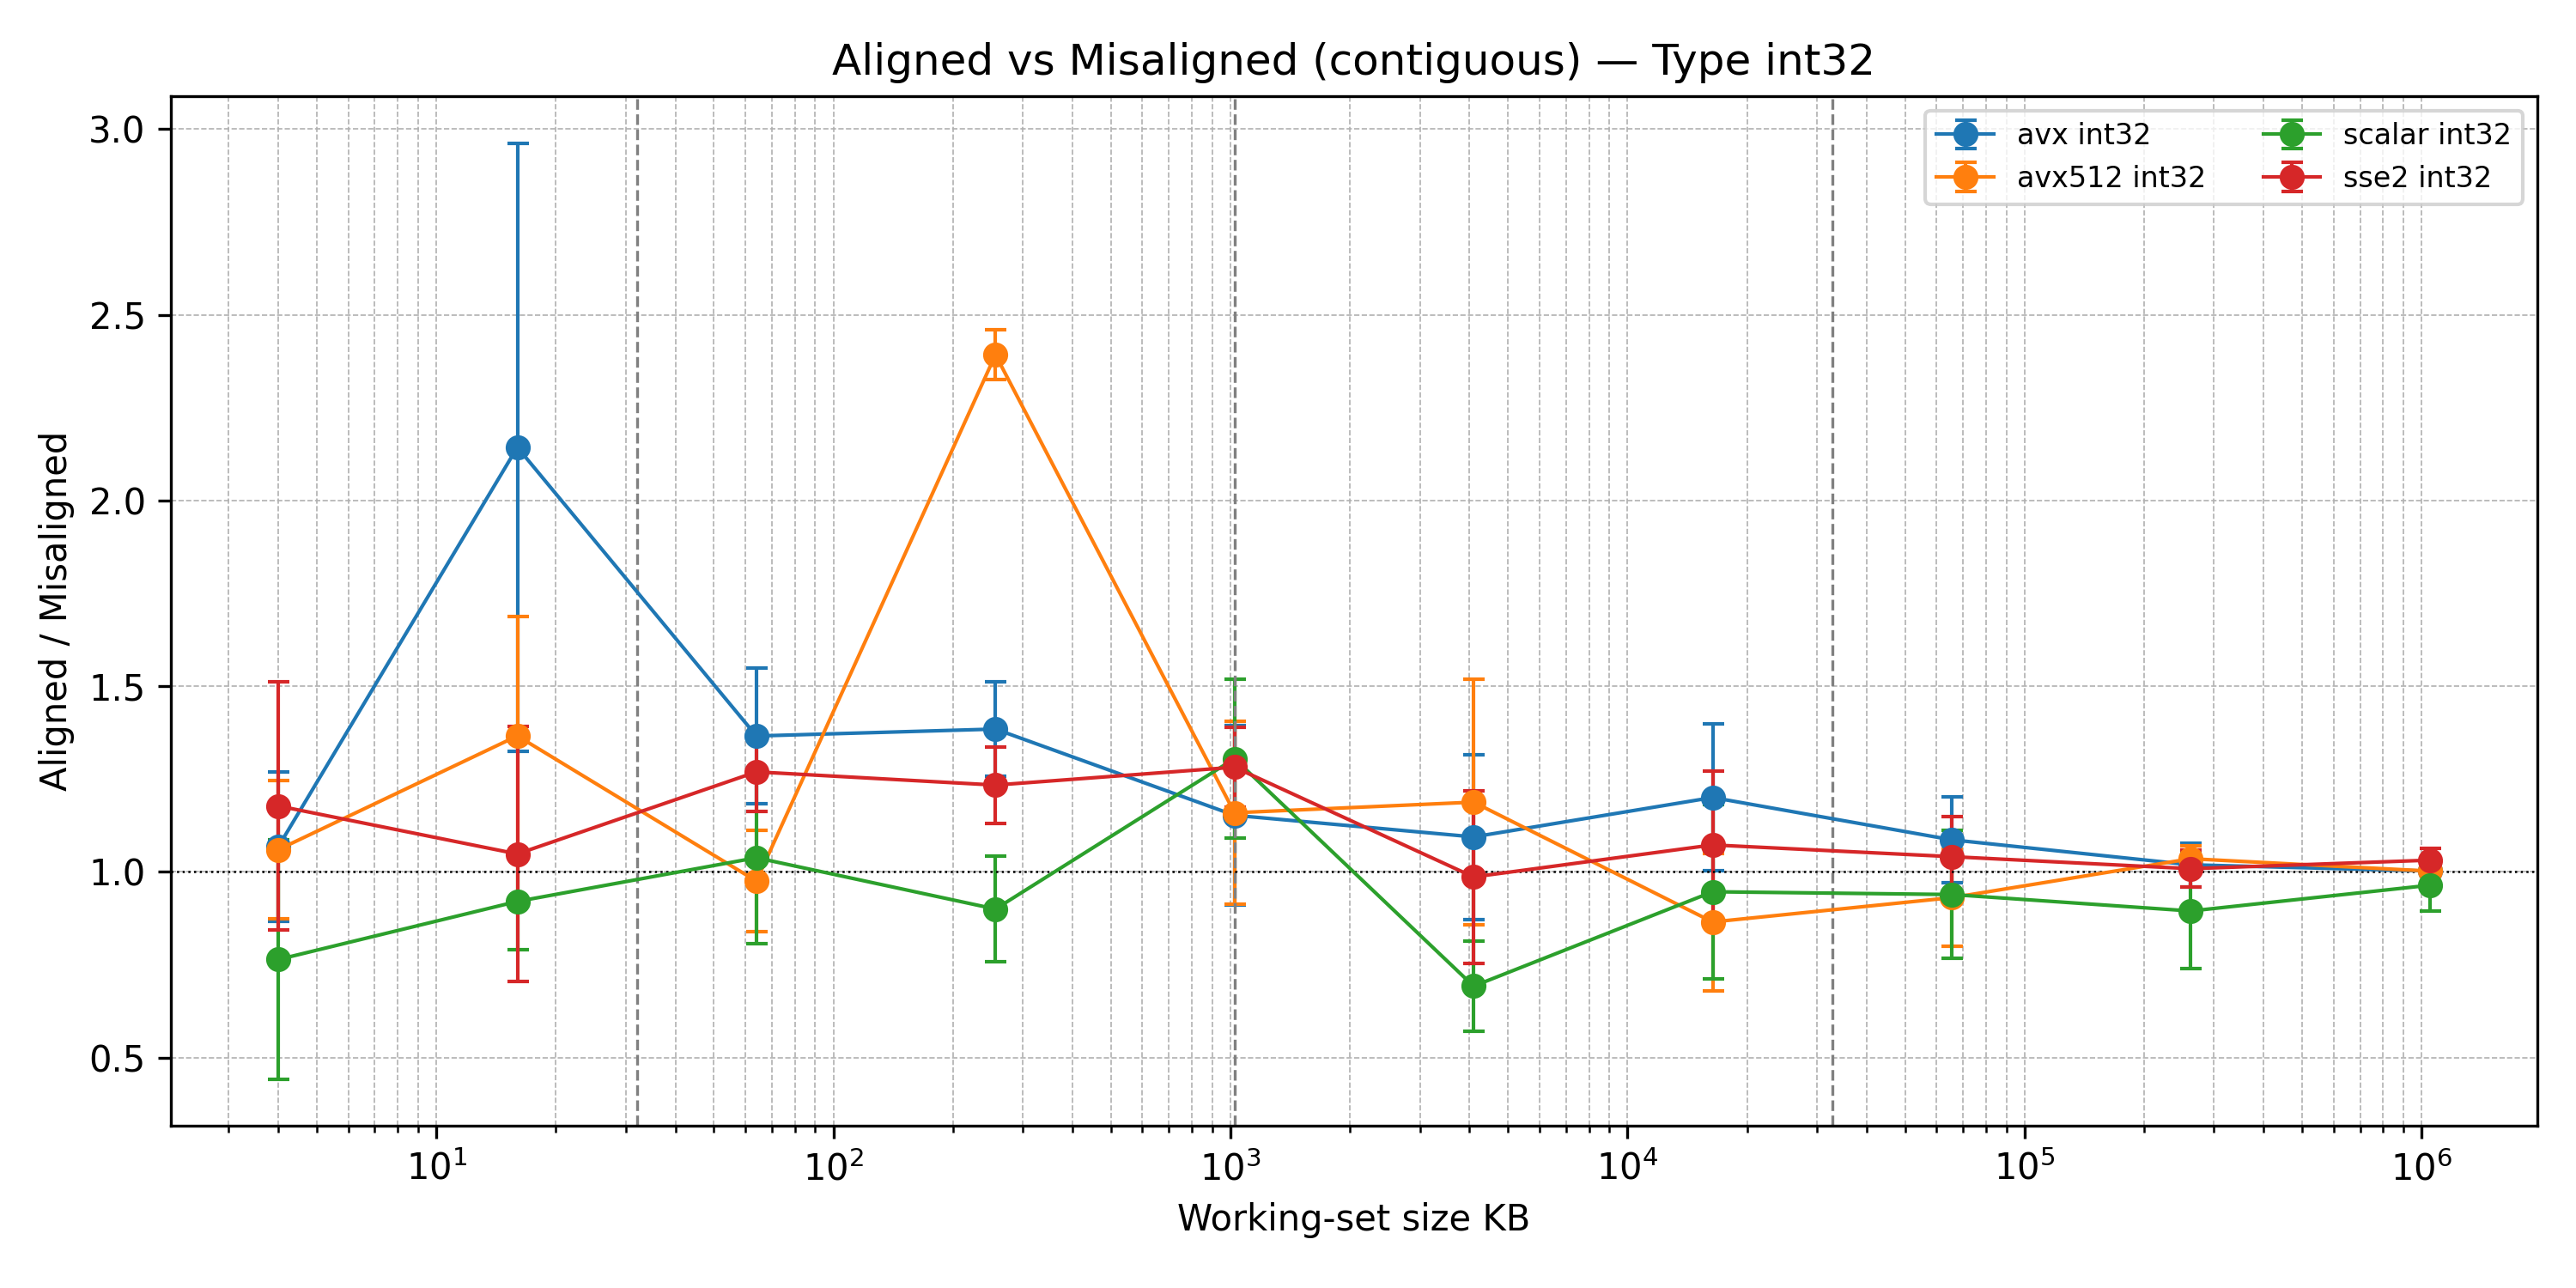 Aligned vs Misaligned (contiguous) — Type int32
avx int32
avx512 int32
scalar int32
sse2 int32
Aligned / Misaligned
3.0
2.5
2.0
1.5
1.0
0.5
10¹ 10² 10³ 10⁴ 10⁵ 10⁶
Working-set size KB